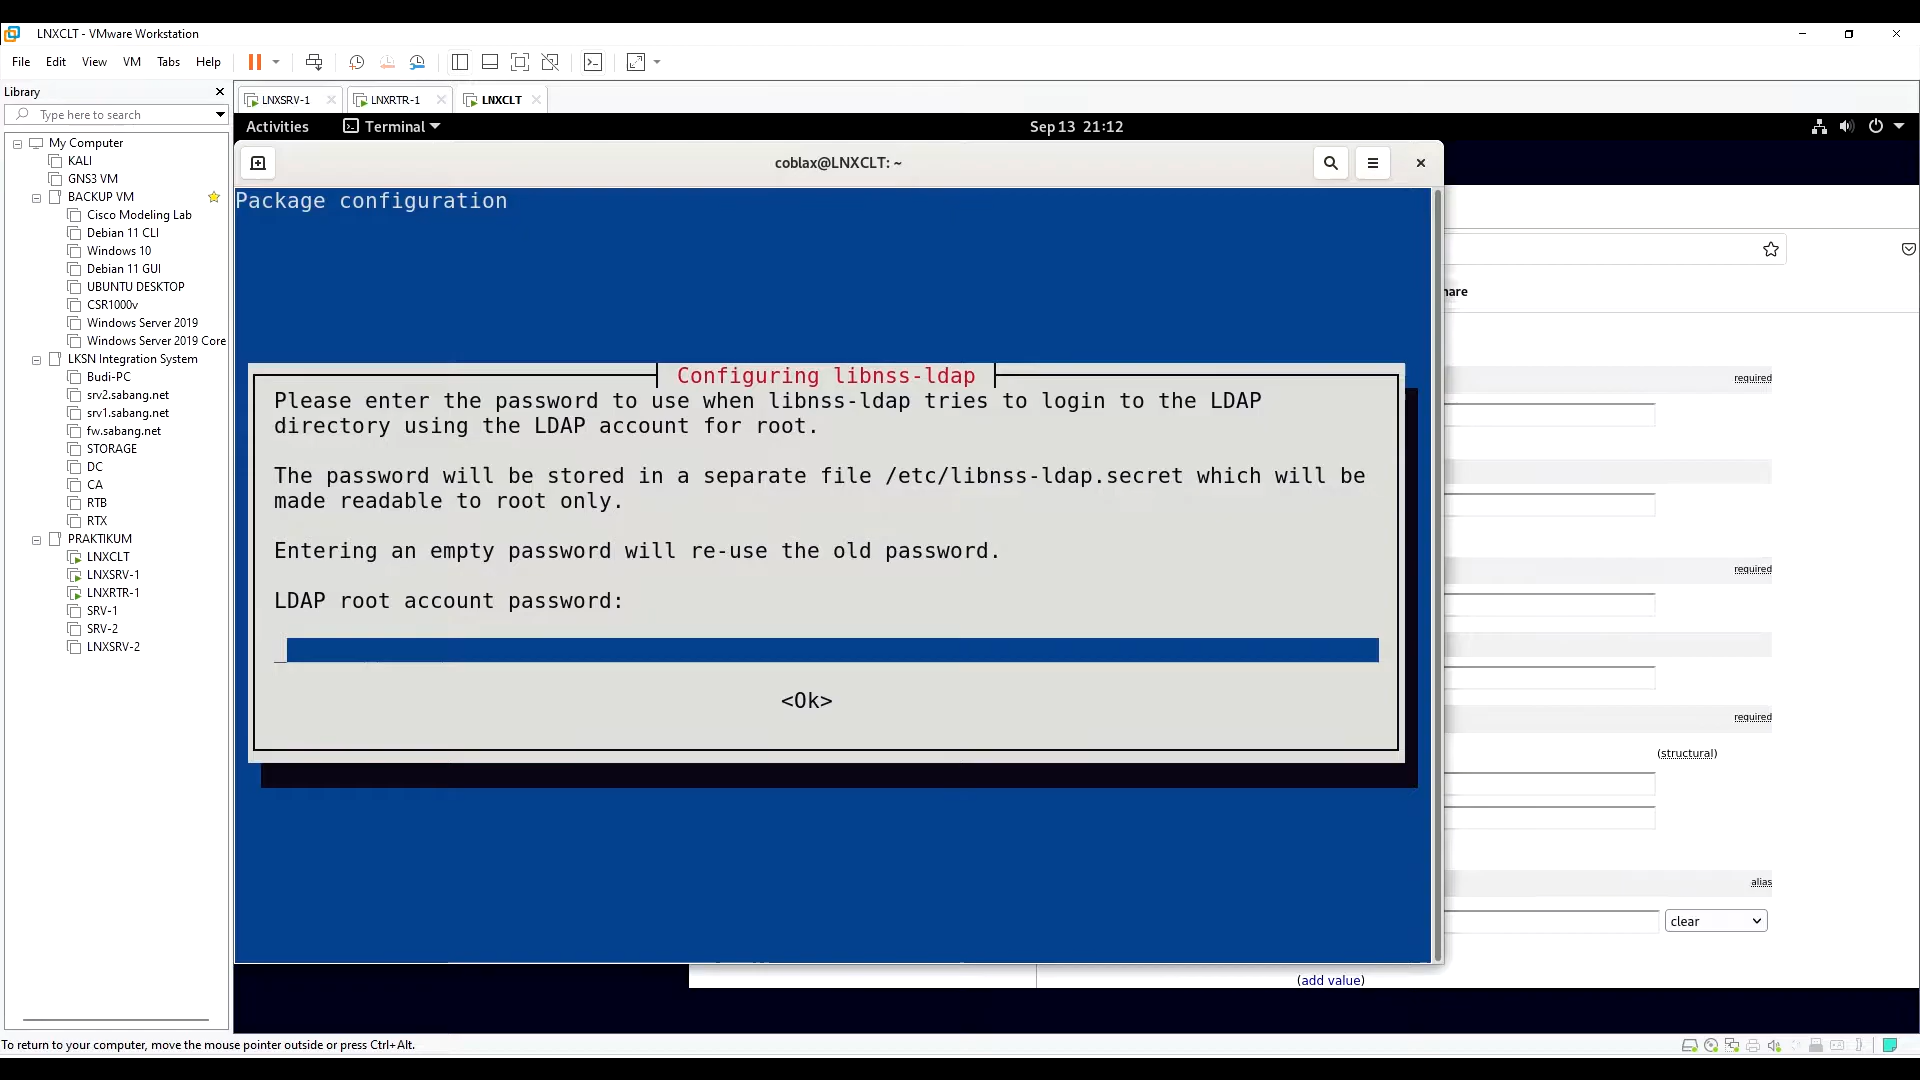 LNXCLT - VMware Workstation
File Edit View VM Tabs Help
Library
Type here to search
My Computer
KALI
GNS3 VM
BACKUP VM
Cisco Modeling Lab
Debian 11 CLI
Windows 10
Debian 11 GUI
UBUNTU DESKTOP
CSR1000v
Windows Server 2019
Windows Server 2019 Core
LKSN Integration System
Budi-PC
srv2.sabang.net
srv1.sabang.net
fw.sabang.net
STORAGE
DC
CA
RTB
RTX
PRAKTIKUM
LNXCLT
LNXSRV-1
LNXRTR-1
SRV-1
SRV-2
LNXSRV-2
LNXSRV-1 LNXRTR-1 LNXCLT
Activities Terminal Sep 13 21:12
coblax@LNXCLT: ~
Package configuration
Configuring libnss-ldap
Please enter the password to use when libnss-ldap tries to login to the LDAP
directory using the LDAP account for root.
The password will be stored in a separate file /etc/libnss-ldap.secret which will be
made readable to root only.
Entering an empty password will re-use the old password.
LDAP root account password:
<Ok>
required
required
required
(structural)
alias
clear
(add value)
To return to your computer, move the mouse pointer outside or press Ctrl+Alt.